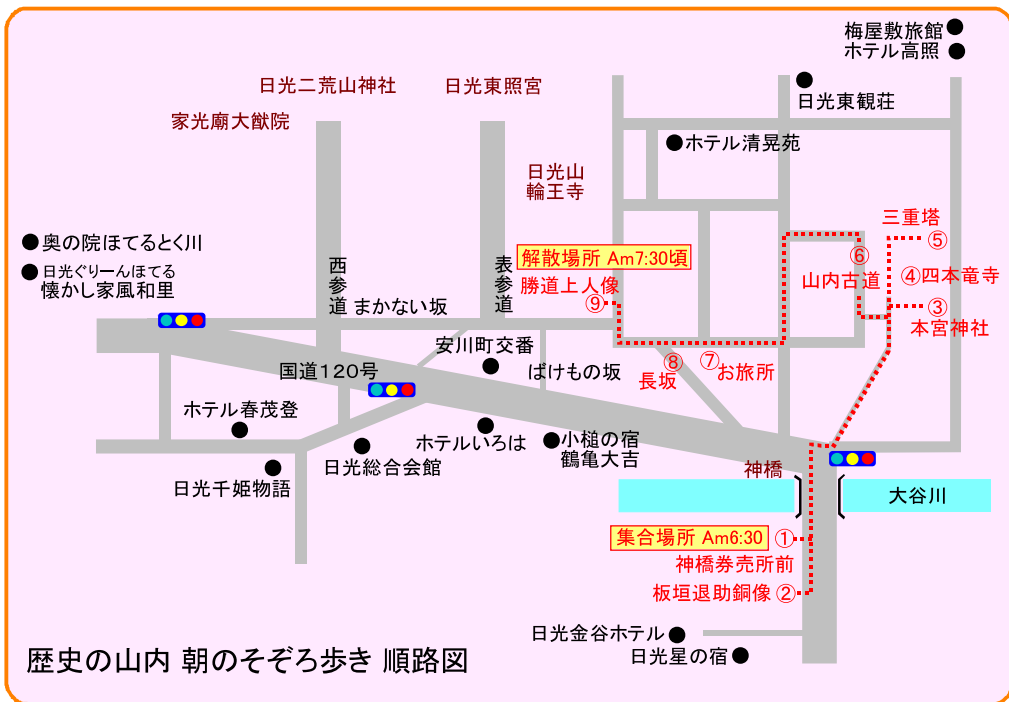 梅屋敷旅館
ホテル高照
日光二荒山神社
日光東照宮
日光東観荘
家光廟大猷院
ホテル清晃苑
日光山
輪王寺
三重塔
奥の院ほてるとく川
解散場所 Am7:30頃
⑤
⑥
日光ぐりーんほてる
懐かし家風和里
西参道
表参道
勝道上人像
⑨
山内古道
④四本竜寺
③
本宮神社
まかない坂
安川町交番
国道120号
ばけもの坂
⑧
長坂
⑦
お旅所
ホテル春茂登
ホテルいろは
小槌の宿
鶴亀大吉
日光総合会館
神橋
日光千姫物語
大谷川
集合場所 Am6:30
①
神橋券売所前
板垣退助銅像②
日光金谷ホテル
日光星の宿
歴史の山内 朝のそぞろ歩き 順路図